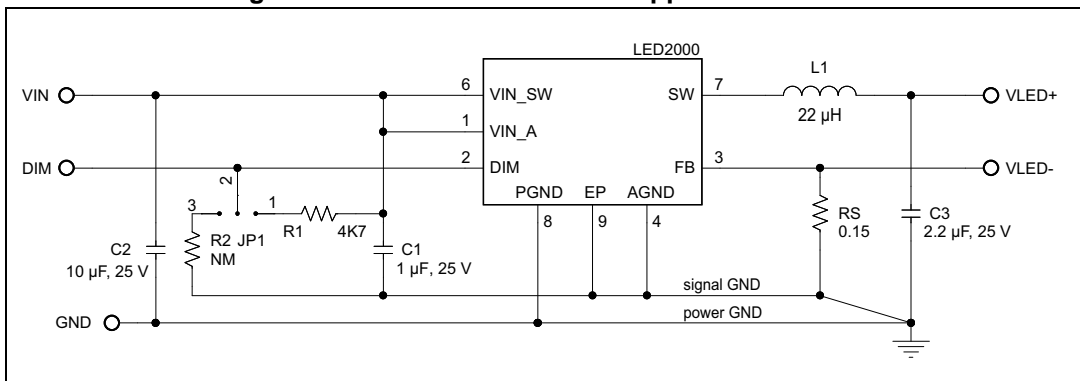 LED2000
L1
VIN
6
VIN_SW
SW
7
VLED+
22 µH
1
VIN_A
DIM
2
DIM
FB
3
VLED-
PGND
EP
AGND
2
8
9
4
3
1
R2
JP1
R1
4K7
NM
C2
10 µF, 25 V
C1
1 µF, 25 V
RS
0.15
C3
2.2 µF, 25 V
signal GND
power GND
GND